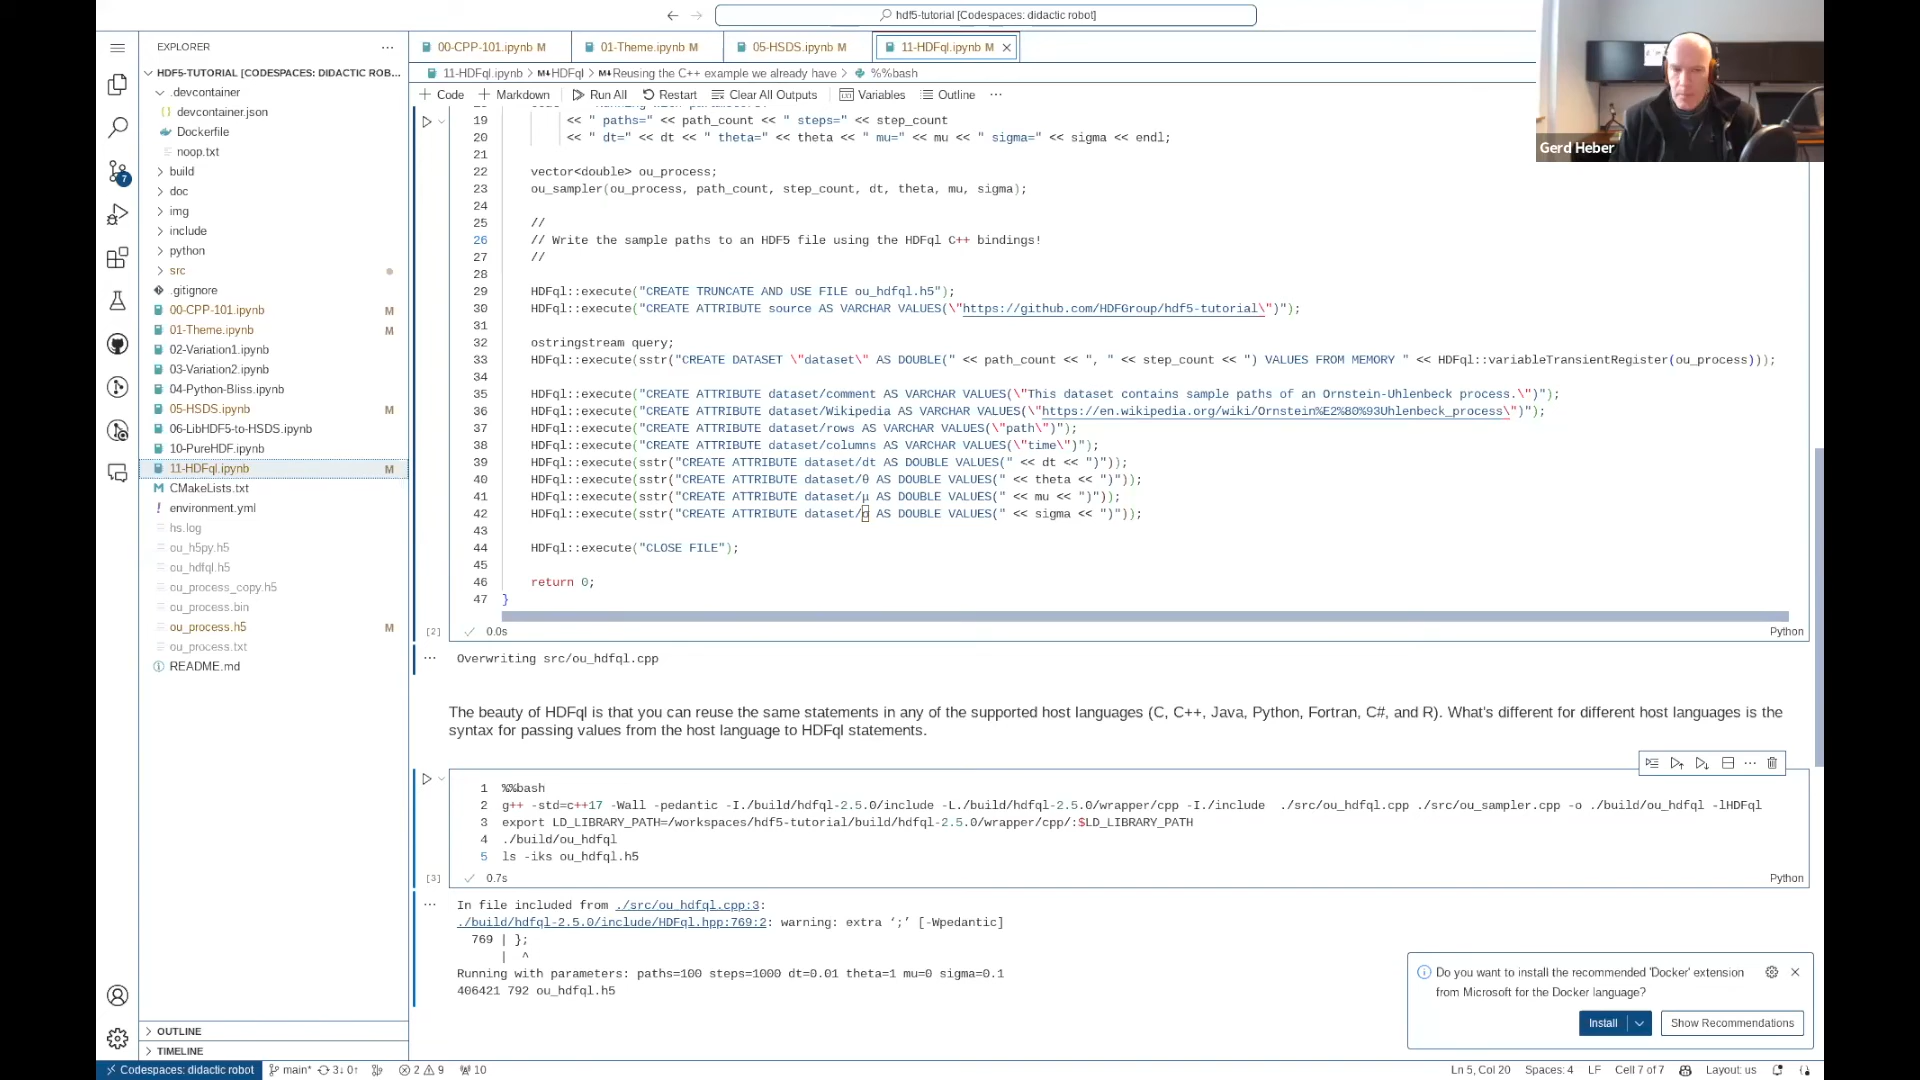 hdf5-tutorial [Codespaces: didactic robot]
EXPLORER
HDF5-TUTORIAL [CODESPACES: DIDACTIC ROB...
.devcontainer
devcontainer.json
Dockerfile
noop.txt
build
doc
img
include
python
src
.gitignore
00-CPP-101.ipynb M
01-Theme.ipynb M
02-Variation1.ipynb
03-Variation2.ipynb
04-Python-Bliss.ipynb
05-HSDS.ipynb M
06-LibHDF5-to-HSDS.ipynb
10-PureHDF.ipynb
11-HDFql.ipynb M
CMakeLists.txt
environment.yml
hs.log
ou_h5py.h5
ou_hdfql.h5
ou_process_copy.h5
ou_process.bin
ou_process.h5 M
ou_process.txt
README.md
OUTLINE
TIMELINE
00-CPP-101.ipynb M 01-Theme.ipynb M 05-HSDS.ipynb M 11-HDFql.ipynb M
11-HDFql.ipynb > M↓HDFql > M↓Reusing the C++ example we already have > %%bash
Code Markdown Run All Restart Clear All Outputs Variables Outline
19 << " paths=" << path_count << " steps=" << step_count
20 << " dt=" << dt << " theta=" << theta << " mu=" << mu << " sigma=" << sigma << endl;
21
22 vector<double> ou_process;
23 ou_sampler(ou_process, path_count, step_count, dt, theta, mu, sigma);
24
25 //
26 // Write the sample paths to an HDF5 file using the HDFql C++ bindings!
27 //
28
29 HDFql::execute("CREATE TRUNCATE AND USE FILE ou_hdfql.h5");
30 HDFql::execute("CREATE ATTRIBUTE source AS VARCHAR VALUES(\"https://github.com/HDFGroup/hdf5-tutorial\")");
31
32 ostringstream query;
33 HDFql::execute(sstr("CREATE DATASET \"dataset\" AS DOUBLE(" << path_count << ", " << step_count << ") VALUES FROM MEMORY " << HDFql::variableTransientRegister(ou_process)));
34
35 HDFql::execute("CREATE ATTRIBUTE dataset/comment AS VARCHAR VALUES(\"This dataset contains sample paths of an Ornstein-Uhlenbeck process.\")");
36 HDFql::execute("CREATE ATTRIBUTE dataset/Wikipedia AS VARCHAR VALUES(\"https://en.wikipedia.org/wiki/Ornstein%E2%80%93Uhlenbeck_process\")");
37 HDFql::execute("CREATE ATTRIBUTE dataset/rows AS VARCHAR VALUES(\"path\")");
38 HDFql::execute("CREATE ATTRIBUTE dataset/columns AS VARCHAR VALUES(\"time\")");
39 HDFql::execute(sstr("CREATE ATTRIBUTE dataset/dt AS DOUBLE VALUES(" << dt << ")"));
40 HDFql::execute(sstr("CREATE ATTRIBUTE dataset/θ AS DOUBLE VALUES(" << theta << ")"));
41 HDFql::execute(sstr("CREATE ATTRIBUTE dataset/μ AS DOUBLE VALUES(" << mu << ")"));
42 HDFql::execute(sstr("CREATE ATTRIBUTE dataset/σ AS DOUBLE VALUES(" << sigma << ")"));
43
44 HDFql::execute("CLOSE FILE");
45
46 return 0;
47 }
[2] 0.0s Python
Overwriting src/ou_hdfql.cpp
The beauty of HDFql is that you can reuse the same statements in any of the supported host languages (C, C++, Java, Python, Fortran, C#, and R). What's different for different host languages is the
syntax for passing values from the host language to HDFql statements.
1 %%bash
2 g++ -std=c++17 -Wall -pedantic -I./build/hdfql-2.5.0/include -L./build/hdfql-2.5.0/wrapper/cpp -I./include ./src/ou_hdfql.cpp ./src/ou_sampler.cpp -o ./build/ou_hdfql -lHDFql
3 export LD_LIBRARY_PATH=/workspaces/hdf5-tutorial/build/hdfql-2.5.0/wrapper/cpp/:$LD_LIBRARY_PATH
4 ./build/ou_hdfql
5 ls -iks ou_hdfql.h5
[3] 0.7s Python
In file included from ./src/ou_hdfql.cpp:3:
./build/hdfql-2.5.0/include/HDFql.hpp:769:2: warning: extra ‘;’ [-Wpedantic]
769 | };
| ^
Running with parameters: paths=100 steps=1000 dt=0.01 theta=1 mu=0 sigma=0.1
406421 792 ou_hdfql.h5
Gerd Heber
Do you want to install the recommended 'Docker' extension
from Microsoft for the Docker language?
Install Show Recommendations
7
Codespaces: didactic robot main* 3↓ 0↑ 2 9 10 Ln 5, Col 20 Spaces: 4 LF Cell 7 of 7 Layout: us